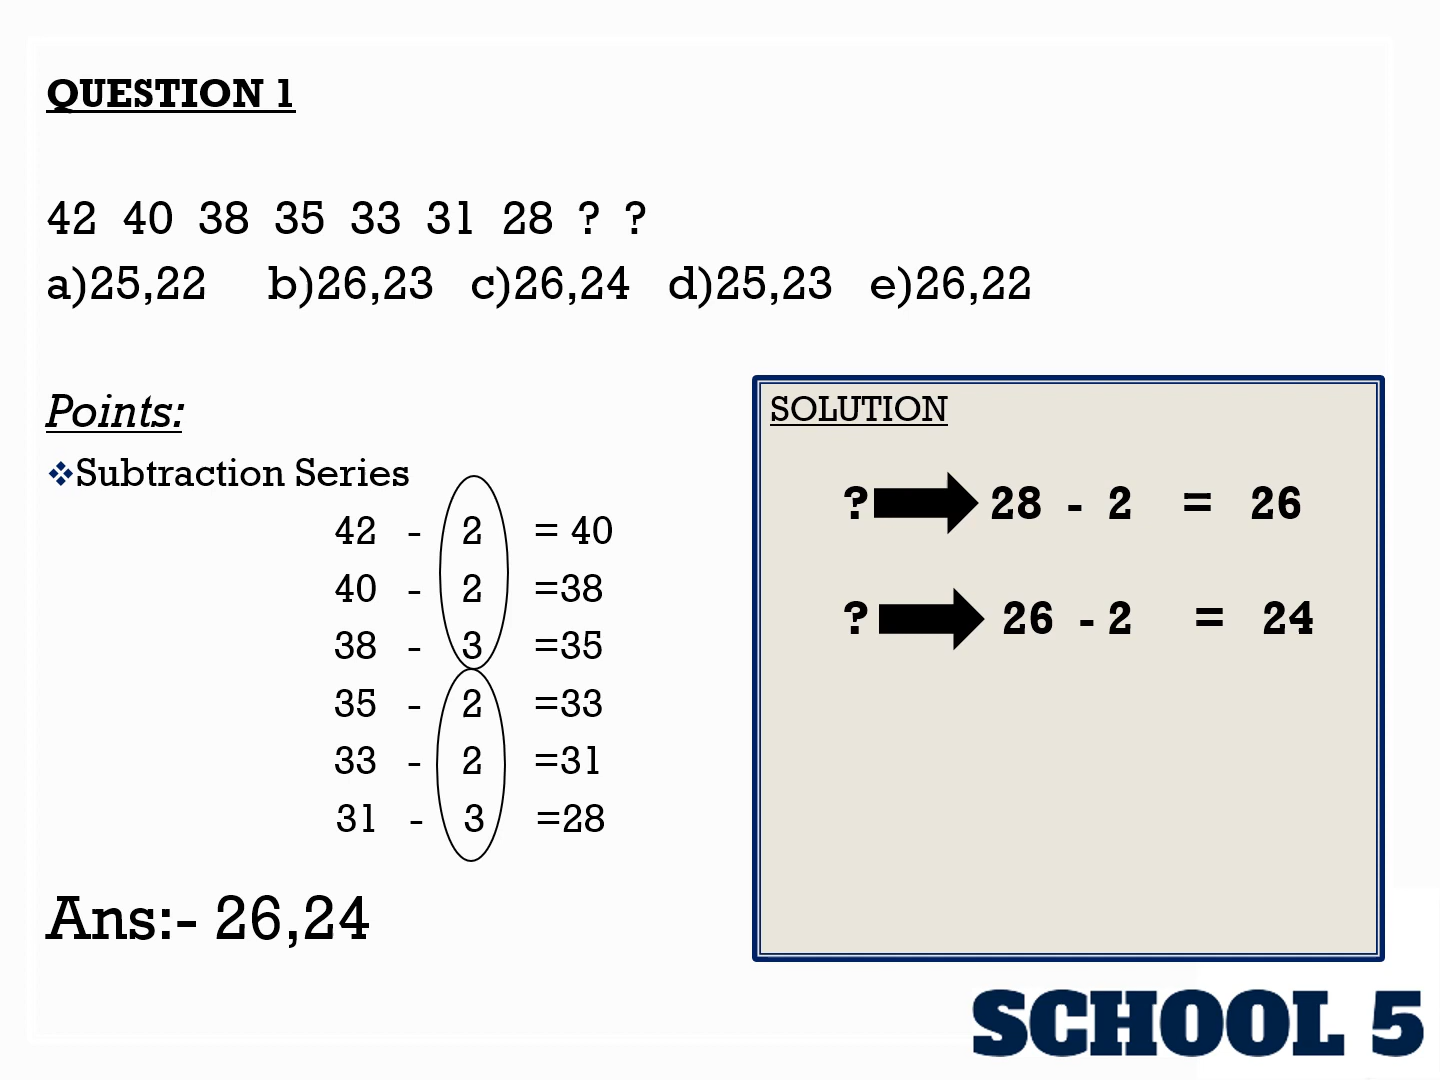 QUESTION 1
42 40 38 35 33 31 28 ? ?
a)25,22 b)26,23 c)26,24 d)25,23 e)26,22
Points:
❖Subtraction Series
42 - 2 = 40
40 - 2 =38
38 - 3 =35
35 - 2 =33
33 - 2 =31
31 - 3 =28
Ans:- 26,24
SOLUTION
? 28 - 2 = 26
? 26 - 2 = 24
SCHOOL 5